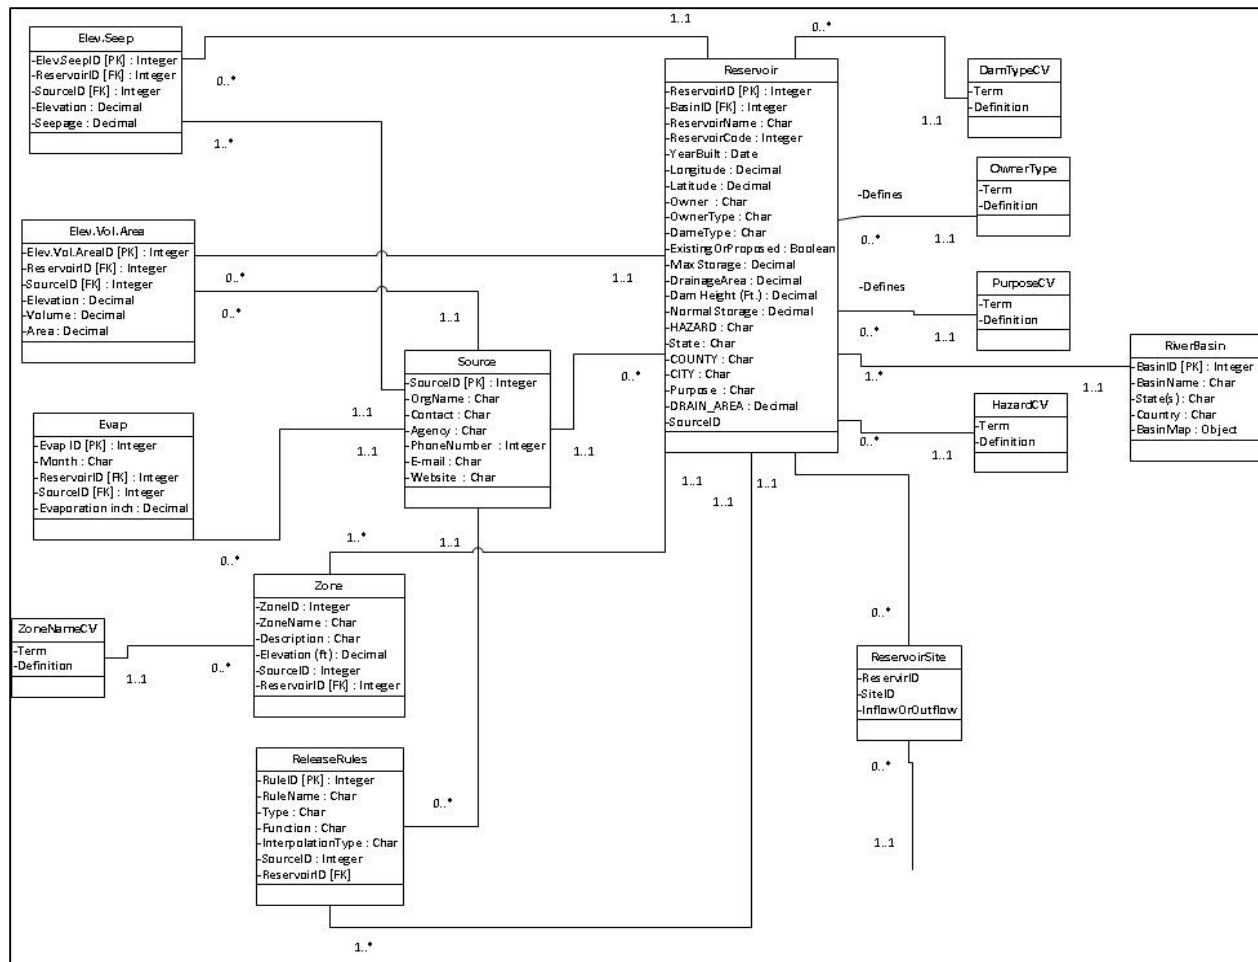 Elev.Seep
-Elev.SeepID [PK] : Integer
-ReservoirID [FK] : Integer
-SourceID [FK] : Integer
-Elevation : Decimal
-Seepage : Decimal
1..1
0..*
0..*
1..*
Reservoir
-ReservoirID [PK] : Integer
-BasinID [FK] : Integer
-ReservoirName : Char
-ReservoirCode : Integer
-YearBuilt : Date
-Longitude : Decimal
-Latitude : Decimal
-Owner : Char
-OwnerType : Char
-DameType : Char
-ExistingOrProposed : Boolean
-MaxStorage : Decimal
-DrainageArea : Decimal
-Dam Height (Ft.) : Decimal
-NormalStorage : Decimal
-HAZARD : Char
-State : Char
-COUNTY : Char
-CITY : Char
-Purpose : Char
-DRAIN_AREA : Decimal
-SourceID
DamTypeCV
-Term
-Definition
1..1
OwnerType
-Term
-Definition
-Defines
0..*
1..1
PurposeCV
-Term
-Definition
-Defines
0..*
1..1
RiverBasin
-BasinID [PK] : Integer
-BasinName : Char
-State(s) : Char
-Country : Char
-BasinMap : Object
1..*
1..1
HazardCV
-Term
-Definition
0..*
1..1
Elev.Vol.Area
-Elev.Vol.AreaID [PK] : Integer
-ReservoirID [FK] : Integer
-SourceID [FK] : Integer
-Elevation : Decimal
-Volume : Decimal
-Area : Decimal
0..*
1..1
0..*
1..1
Source
-SourceID [PK] : Integer
-OrgName : Char
-Contact : Char
-Agency : Char
-PhoneNumber : Integer
-E-mail : Char
-Website : Char
0..*
1..1
1..1
1..1
Evap
-Evap ID [PK] : Integer
-Month : Char
-ReservoirID [FK] : Integer
-SourceID [FK] : Integer
-Evaporation inch : Decimal
0..*
1..*
1..1
1..1
1..1
1..1
Zone
-ZoneID : Integer
-ZoneName : Char
-Description : Char
-Elevation (ft) : Decimal
-SourceID : Integer
-ReservoirID [FK] : Integer
ZoneNameCV
-Term
-Definition
1..1
0..*
0..*
ReservoirSite
-ReservirID
-SiteID
-InflowOrOutflow
0..*
1..1
ReleaseRules
-RuleID [PK] : Integer
-RuleName : Char
-Type : Char
-Function : Char
-InterpolationType : Char
-SourceID : Integer
-ReservoirID [FK]
0..*
1..*